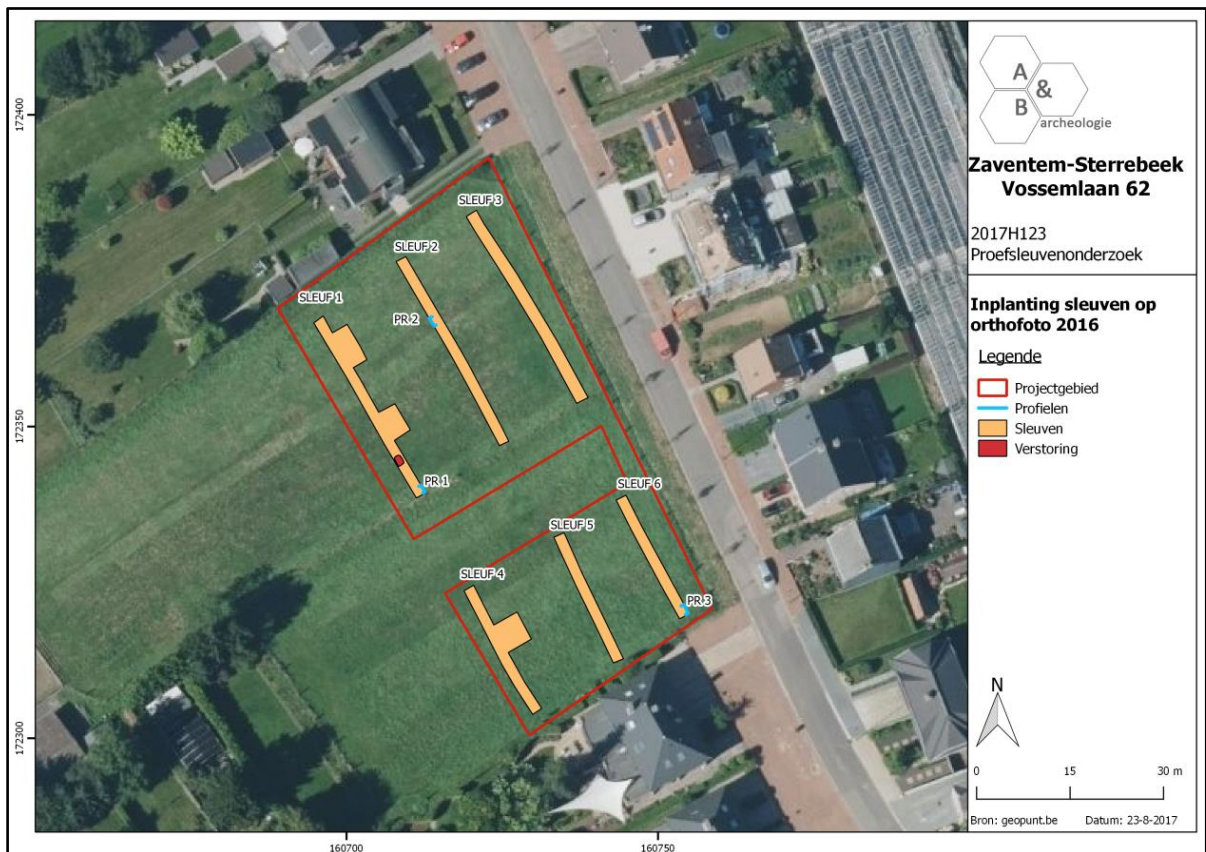 172400
172350
172300
160700
160750
SLEUF 3
SLEUF 2
SLEUF 1
PR 2
PR 1
SLEUF 6
SLEUF 5
SLEUF 4
PR 3
A
&
B
archeologie
Zaventem-Sterrebeek
Vossemlaan 62
2017H123
Proefsleuvenonderzoek
Inplanting sleuven op
orthofoto 2016
Legende
Projectgebied
Profielen
Sleuven
Verstoring
N
0 15 30 m
Bron: geopunt.be Datum: 23-8-2017